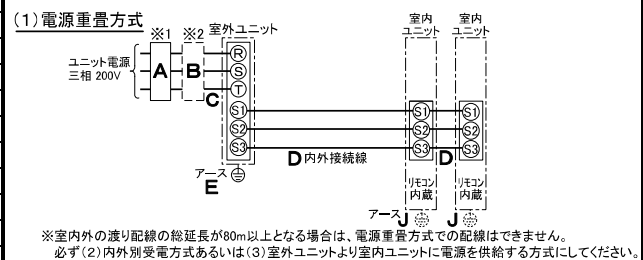 (1)電源重畳方式
※1 ※2 室外ユニット
室内ユニット 室内ユニット
ユニット電源
三相 200V
A B C
R
S
T
S1 S1 S1
S2 S2 S2
S3 S3 S3
D 内外接続線 D
アース
E
リモコン内蔵 リモコン内蔵
アース J J
※室内外の渡り配線の総延長が80m以上となる場合は、電源重畳方式での配線はできません。
必ず(2)内外別受電方式あるいは(3)室外ユニットより室内ユニットに電源を供給する方式にしてください。